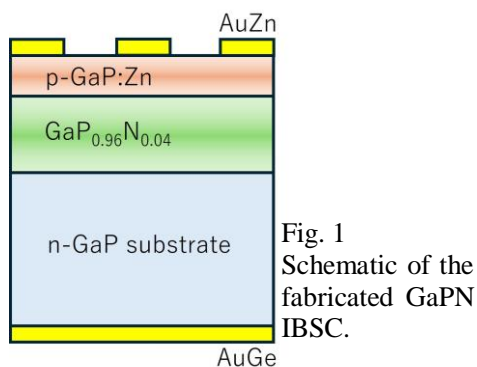 AuZn
p-GaP:Zn
GaP₀.₉₆N₀.₀₄
n-GaP substrate
Fig. 1
Schematic of the
fabricated GaPN
IBSC.
AuGe